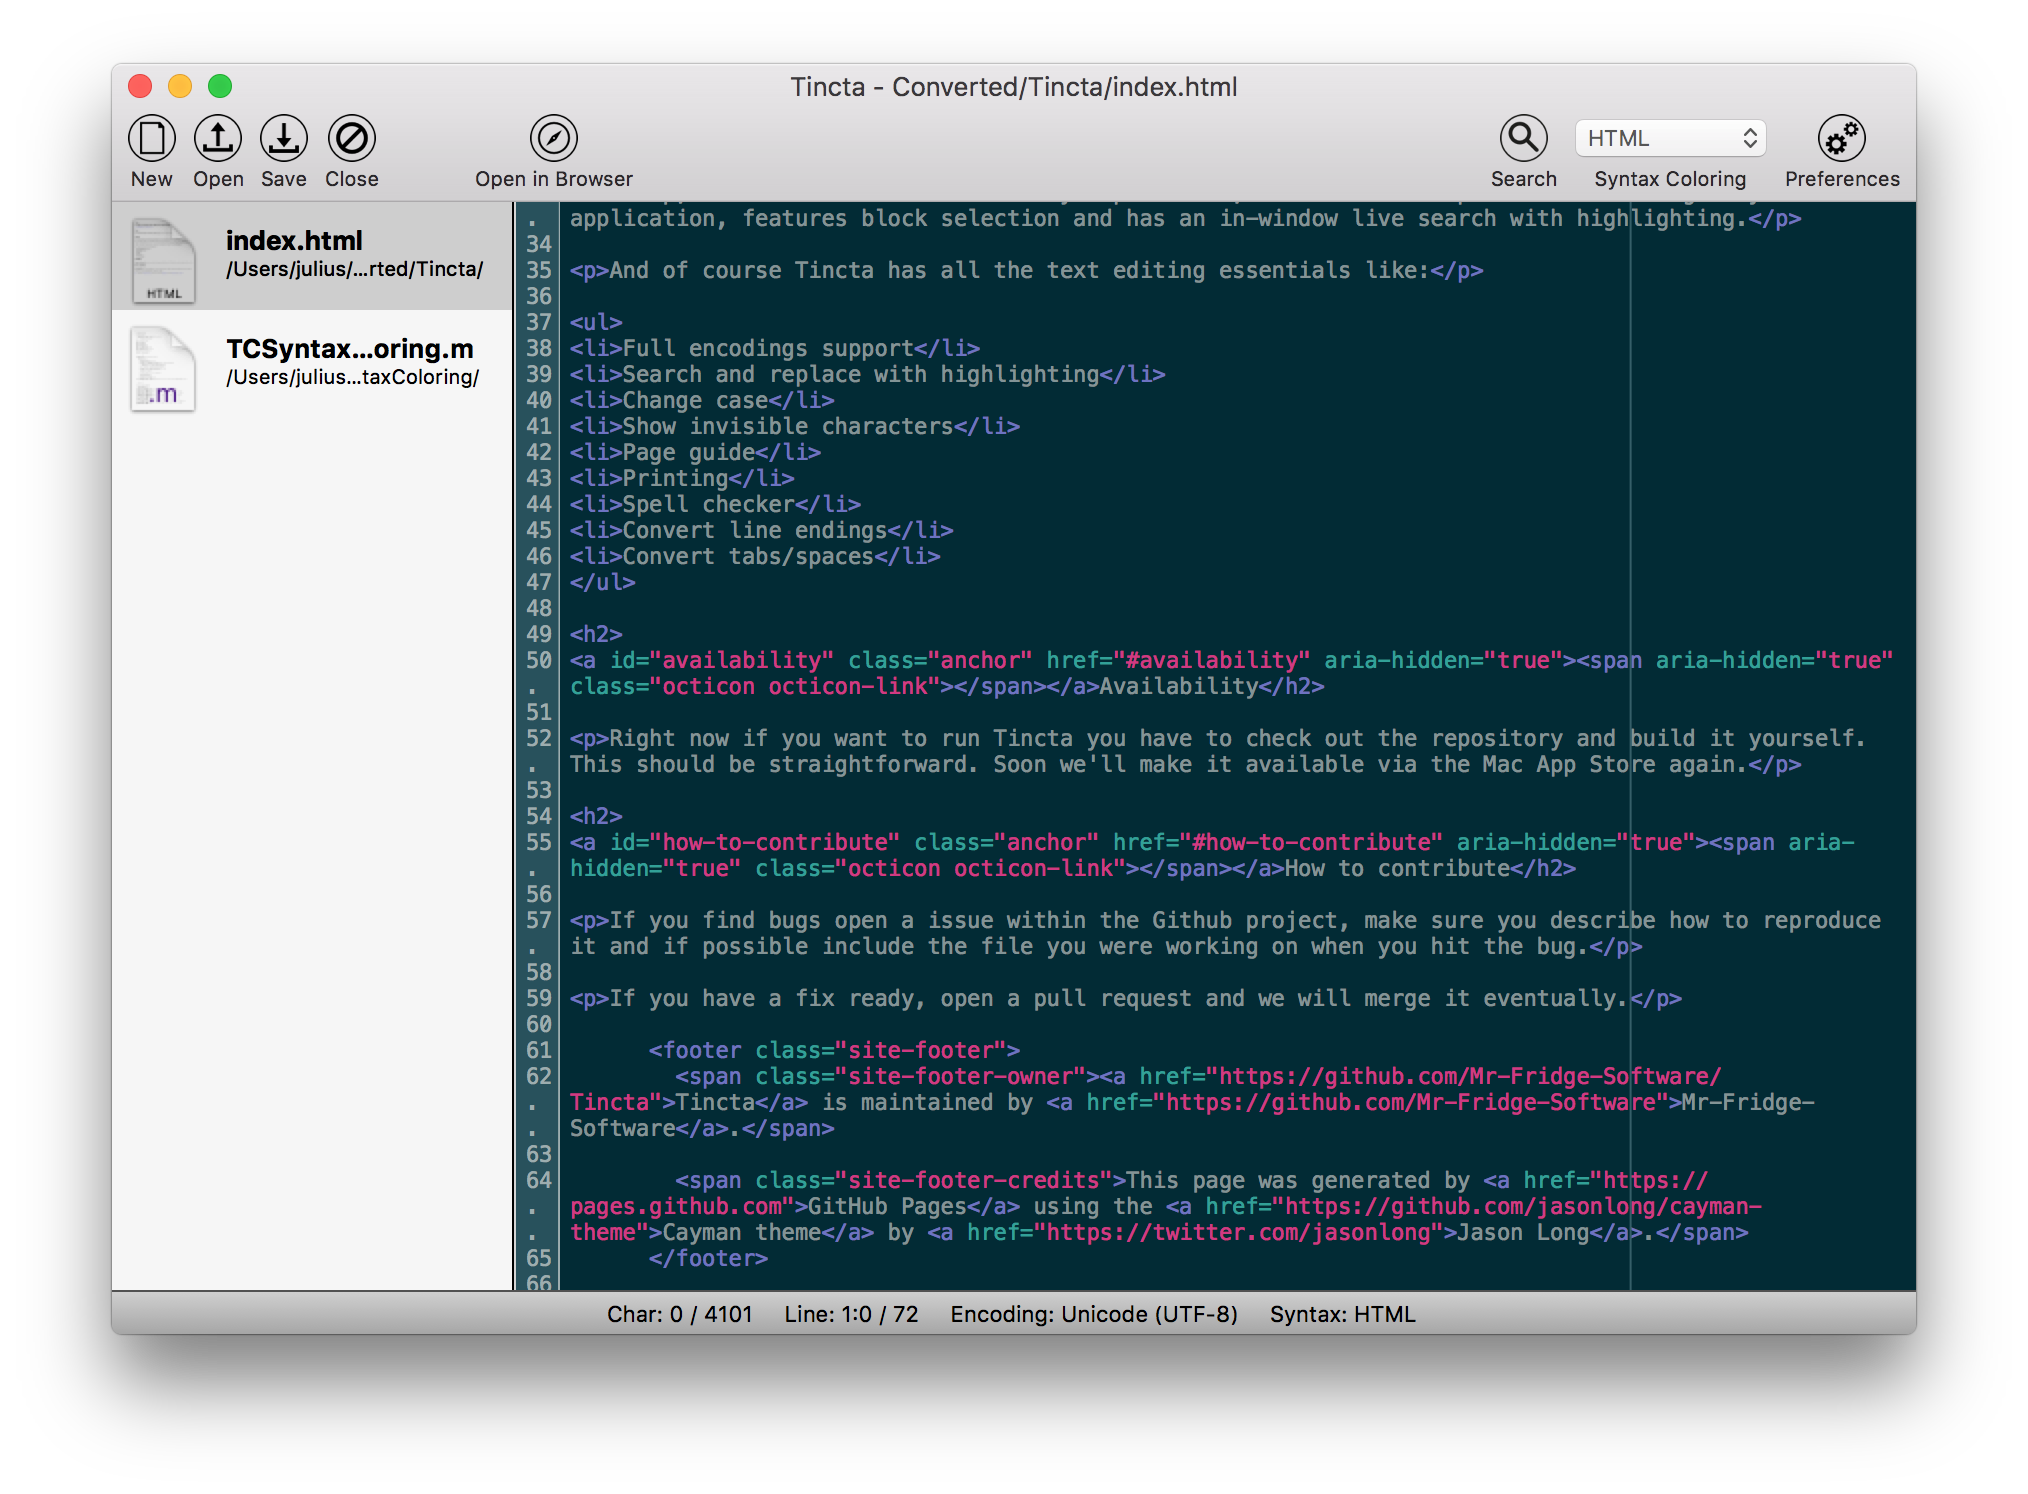 Tincta - Converted/Tincta/index.html
New Open Save Close Open in Browser Search HTML Syntax Coloring Preferences
index.html
/Users/julius/...rted/Tincta/
HTML
TCSyntax...oring.m
/Users/julius...taxColoring/
.m
. application, features block selection and has an in-window live search with highlighting.</p>
34
35 <p>And of course Tincta has all the text editing essentials like:</p>
36
37 <ul>
38 <li>Full encodings support</li>
39 <li>Search and replace with highlighting</li>
40 <li>Change case</li>
41 <li>Show invisible characters</li>
42 <li>Page guide</li>
43 <li>Printing</li>
44 <li>Spell checker</li>
45 <li>Convert line endings</li>
46 <li>Convert tabs/spaces</li>
47 </ul>
48
49 <h2>
50 <a id="availability" class="anchor" href="#availability" aria-hidden="true"><span aria-hidden="true"
. class="octicon octicon-link"></span></a>Availability</h2>
51
52 <p>Right now if you want to run Tincta you have to check out the repository and build it yourself.
. This should be straightforward. Soon we'll make it available via the Mac App Store again.</p>
53
54 <h2>
55 <a id="how-to-contribute" class="anchor" href="#how-to-contribute" aria-hidden="true"><span aria-
. hidden="true" class="octicon octicon-link"></span></a>How to contribute</h2>
56
57 <p>If you find bugs open a issue within the Github project, make sure you describe how to reproduce
. it and if possible include the file you were working on when you hit the bug.</p>
58
59 <p>If you have a fix ready, open a pull request and we will merge it eventually.</p>
60
61 <footer class="site-footer">
62 <span class="site-footer-owner"><a href="https://github.com/Mr-Fridge-Software/
. Tincta">Tincta</a> is maintained by <a href="https://github.com/Mr-Fridge-Software">Mr-Fridge-
. Software</a>.</span>
63
64 <span class="site-footer-credits">This page was generated by <a href="https://
. pages.github.com">GitHub Pages</a> using the <a href="https://github.com/jasonlong/cayman-
. theme">Cayman theme</a> by <a href="https://twitter.com/jasonlong">Jason Long</a>.</span>
65 </footer>
66
Char: 0 / 4101 Line: 1:0 / 72 Encoding: Unicode (UTF-8) Syntax: HTML